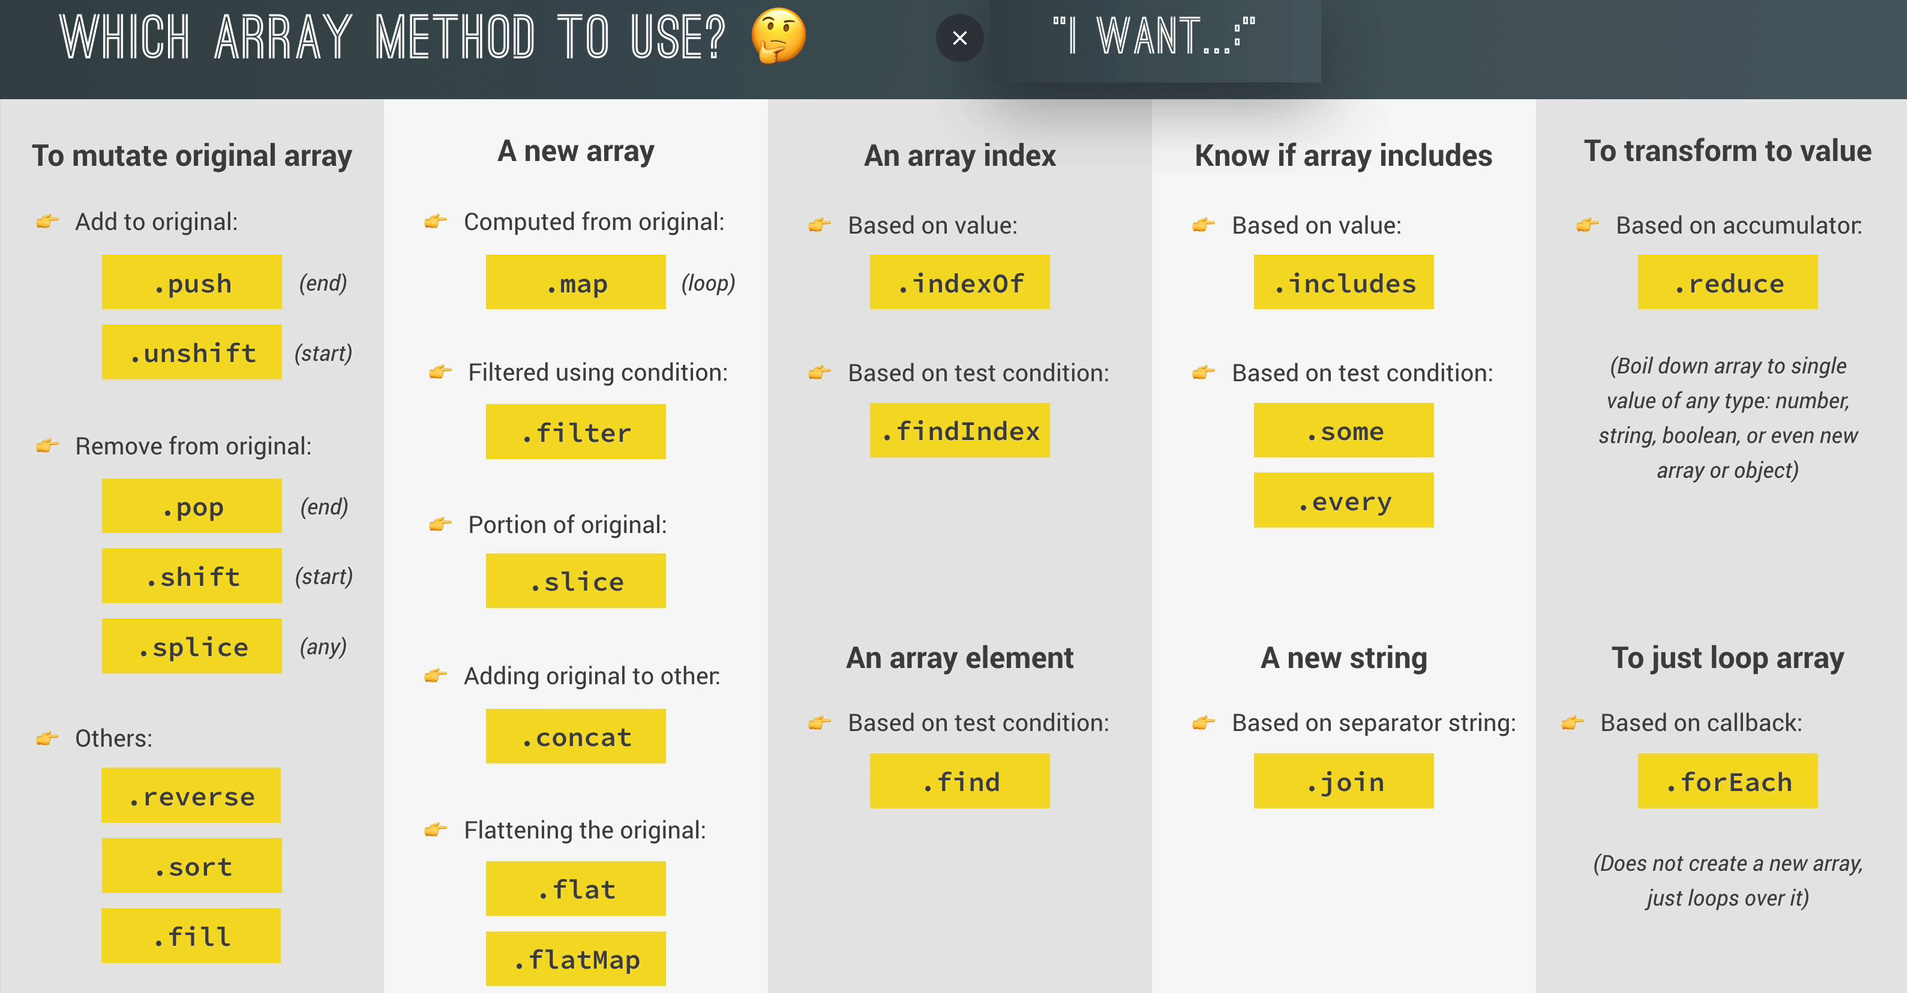 WHICH ARRAY METHOD TO USE? 🤔
"I WANT...:"
To mutate original array
👉 Add to original:
.push (end)
.unshift (start)
👉 Remove from original:
.pop (end)
.shift (start)
.splice (any)
👉 Others:
.reverse
.sort
.fill
A new array
👉 Computed from original:
.map (loop)
👉 Filtered using condition:
.filter
👉 Portion of original:
.slice
👉 Adding original to other:
.concat
👉 Flattening the original:
.flat
.flatMap
An array index
👉 Based on value:
.indexOf
👉 Based on test condition:
.findIndex
An array element
👉 Based on test condition:
.find
Know if array includes
👉 Based on value:
.includes
👉 Based on test condition:
.some
.every
A new string
👉 Based on separator string:
.join
To transform to value
👉 Based on accumulator:
.reduce
(Boil down array to single
value of any type: number,
string, boolean, or even new
array or object)
To just loop array
👉 Based on callback:
.forEach
(Does not create a new array,
just loops over it)